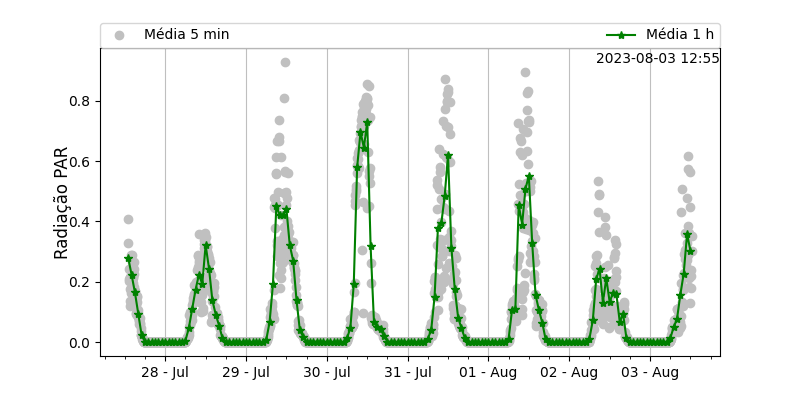 Média 5 min
Média 1 h
2023-08-03 12:55
Radiação PAR
0.8
0.6
0.4
0.2
0.0
28 - Jul
29 - Jul
30 - Jul
31 - Jul
01 - Aug
02 - Aug
03 - Aug